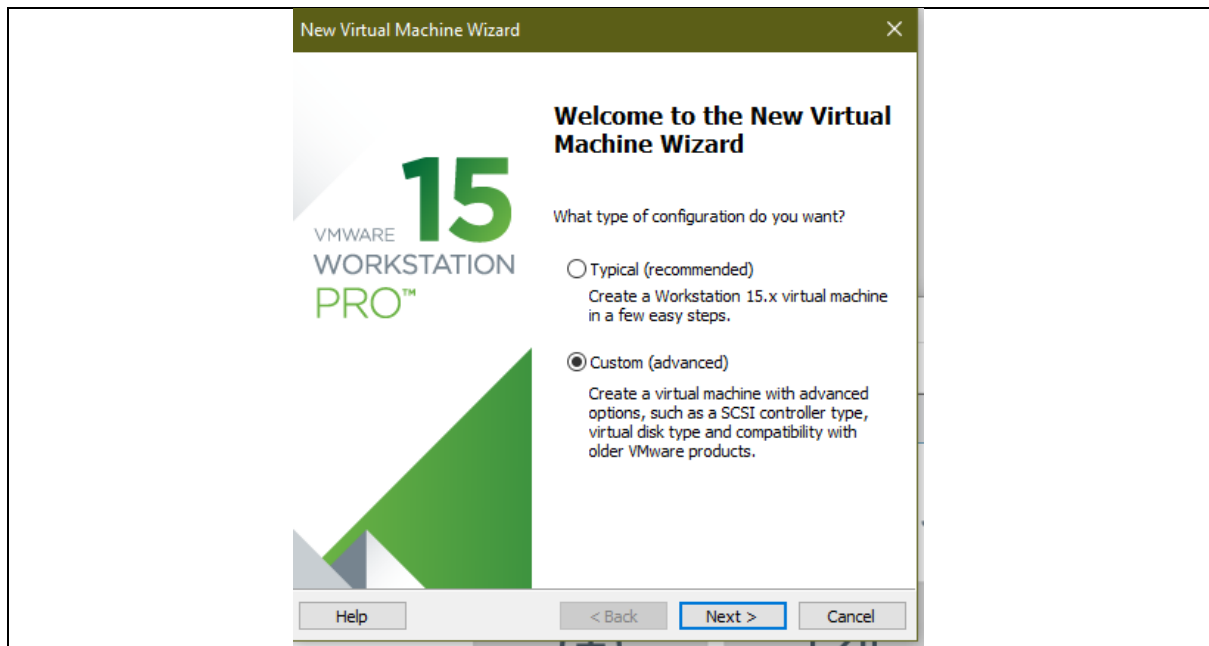 New Virtual Machine Wizard
Welcome to the New Virtual
Machine Wizard
15
VMWARE
WORKSTATION
PRO™
What type of configuration do you want?
Typical (recommended)
Create a Workstation 15.x virtual machine
in a few easy steps.
Custom (advanced)
Create a virtual machine with advanced
options, such as a SCSI controller type,
virtual disk type and compatibility with
older VMware products.
Help
< Back
Next >
Cancel